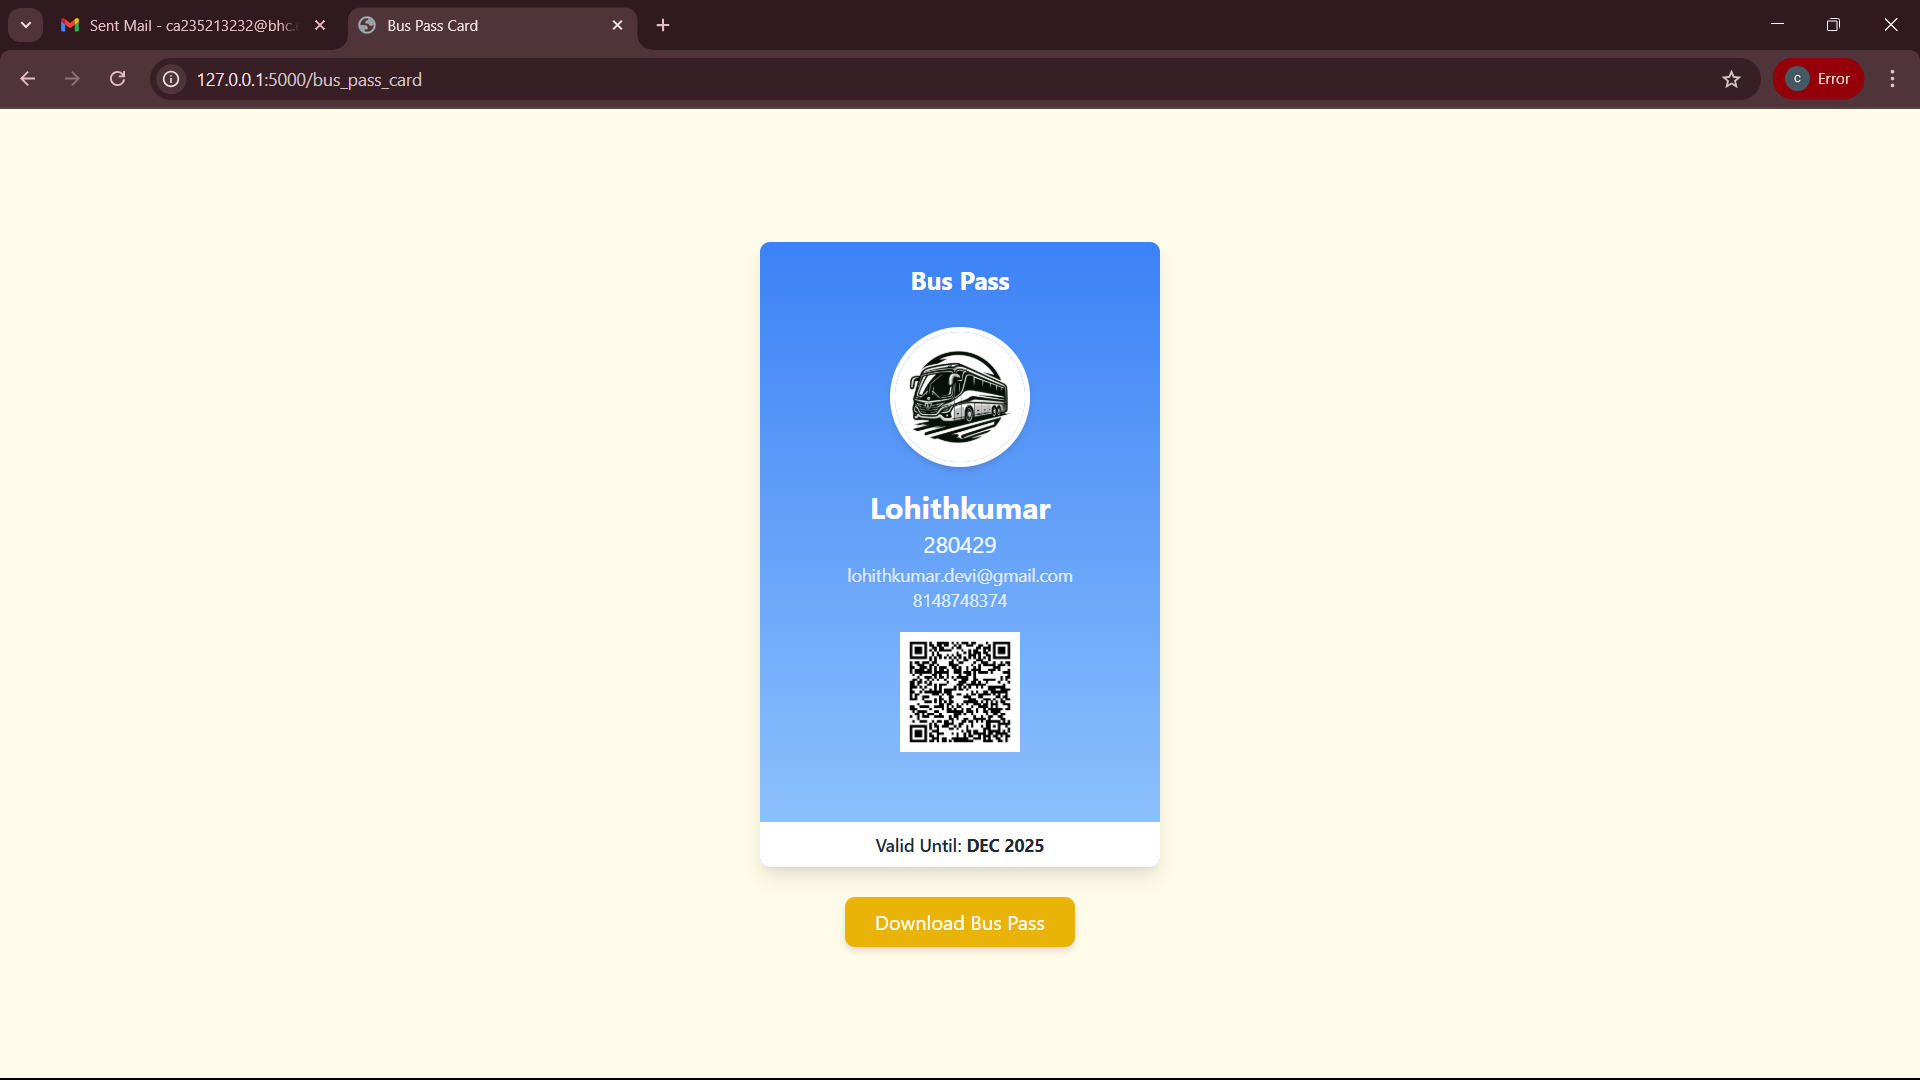 Sent Mail - ca235213232@bhc.
Bus Pass Card
127.0.0.1:5000/bus_pass_card
c
Error
Bus Pass
Lohithkumar
280429
lohithkumar.devi@gmail.com
8148748374
Valid Until: DEC 2025
Download Bus Pass